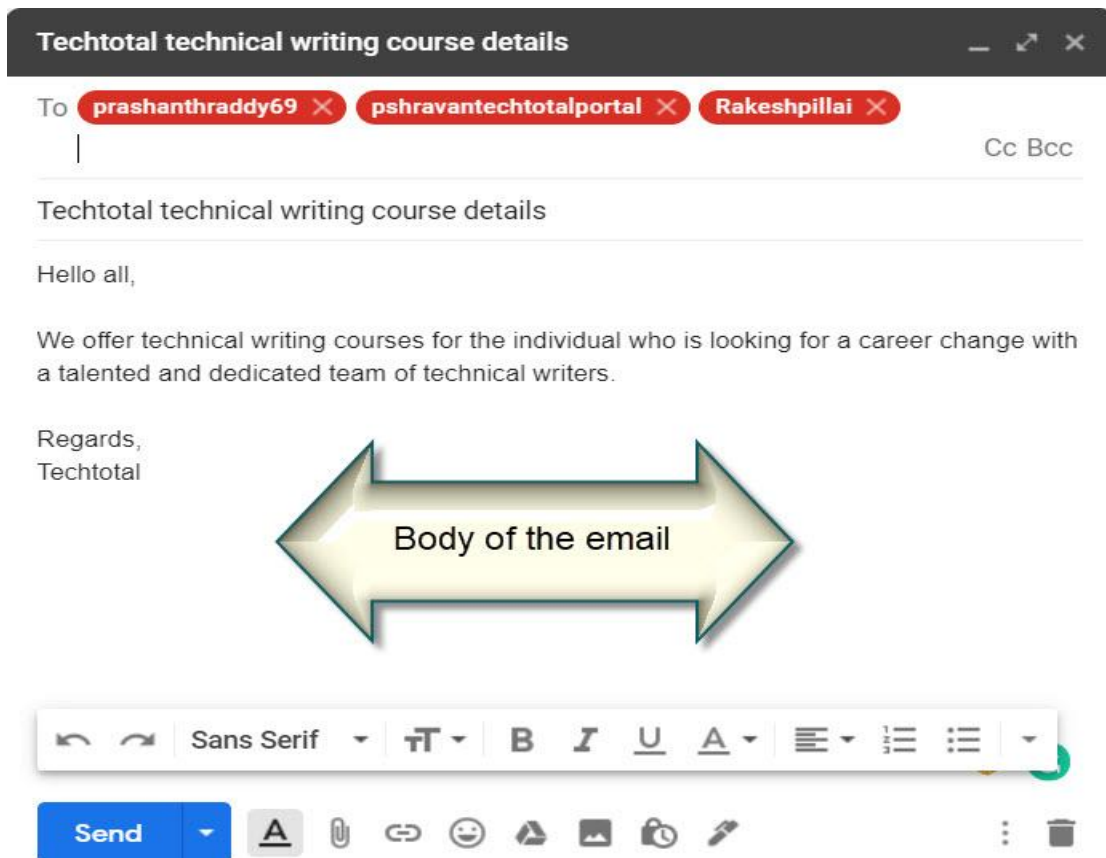 Techtotal technical writing course details
To prashanthraddy69 pshravantechtotalportal Rakeshpillai
Cc Bcc
Techtotal technical writing course details
Hello all,
We offer technical writing courses for the individual who is looking for a career change with
a talented and dedicated team of technical writers.
Regards,
Techtotal
Body of the email
Sans Serif
Send